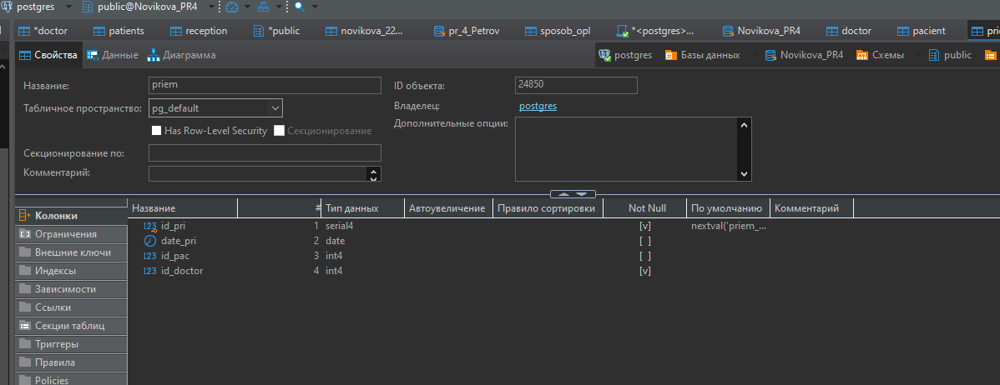 postgres public@Novikova_PR4
*doctor patients reception *public novikova_22... pr_4_Petrov sposob_opl *<postgres>... Novikova_PR4 doctor pacient
Свойства Данные Диаграмма postgres Базы данных Novikova_PR4 Схемы public
Название: priem ID объекта: 24850
Табличное пространство: pg_default Владелец: postgres
Дополнительные опции:
Has Row-Level Security Секционирование
Секционирование по:
Комментарий:
Название # Тип данных Автоувеличение Правило сортировки Not Null По умолчанию Комментарий
Колонки
Ограничения
Внешние ключи
Индексы
Зависимости
Ссылки
Секции таблиц
Триггеры
Правила
Policies
123 id_pri 1 serial4 [v] nextval('priem_...
date_pri 2 date [ ]
123 id_pac 3 int4 [ ]
123 id_doctor 4 int4 [v]